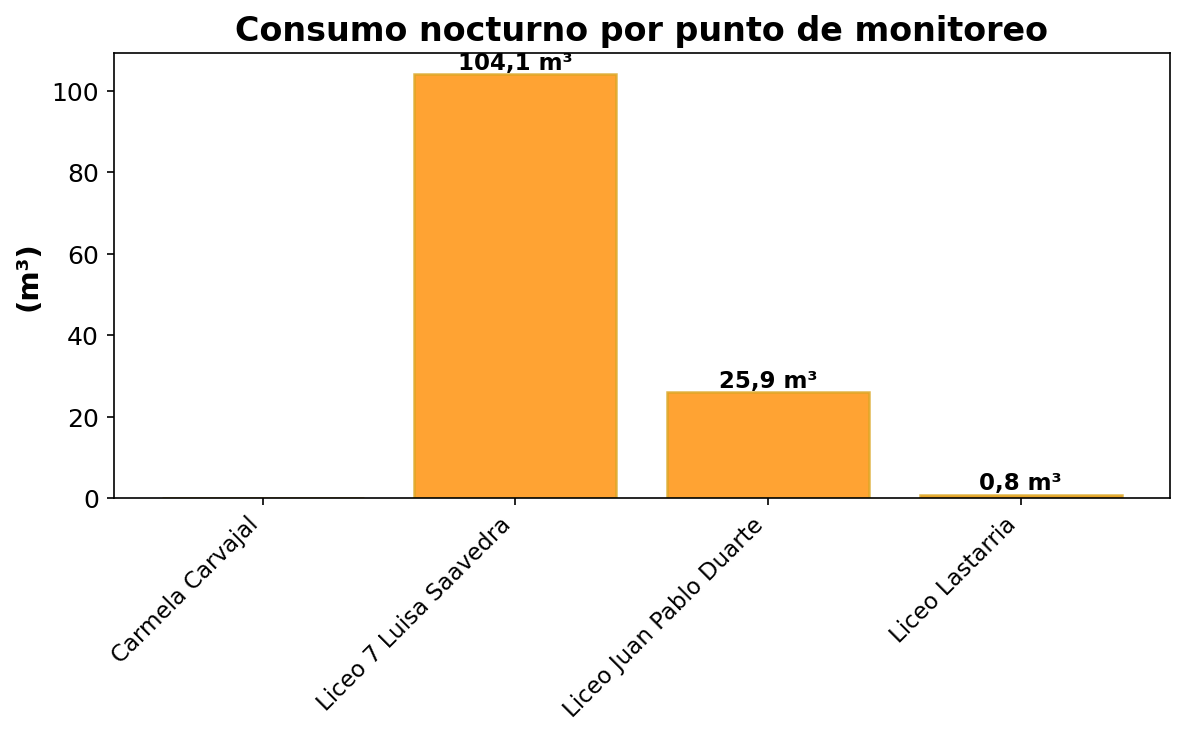 Consumo nocturno por punto de monitoreo
(m³)
100
80
60
40
20
0
104,1 m³
25,9 m³
0,8 m³
Carmela Carvajal
Liceo 7 Luisa Saavedra
Liceo Juan Pablo Duarte
Liceo Lastarria